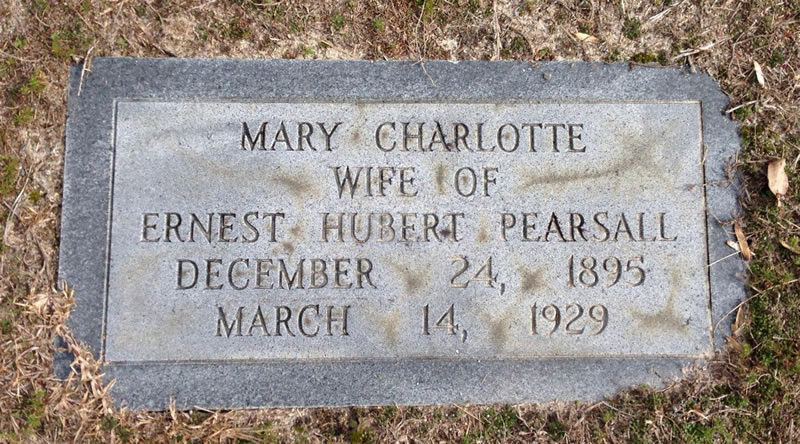 MARY CHARLOTTE
WIFE OF
ERNEST HUBERT PEARSALL
DECEMBER 24, 1895
MARCH 14, 1929